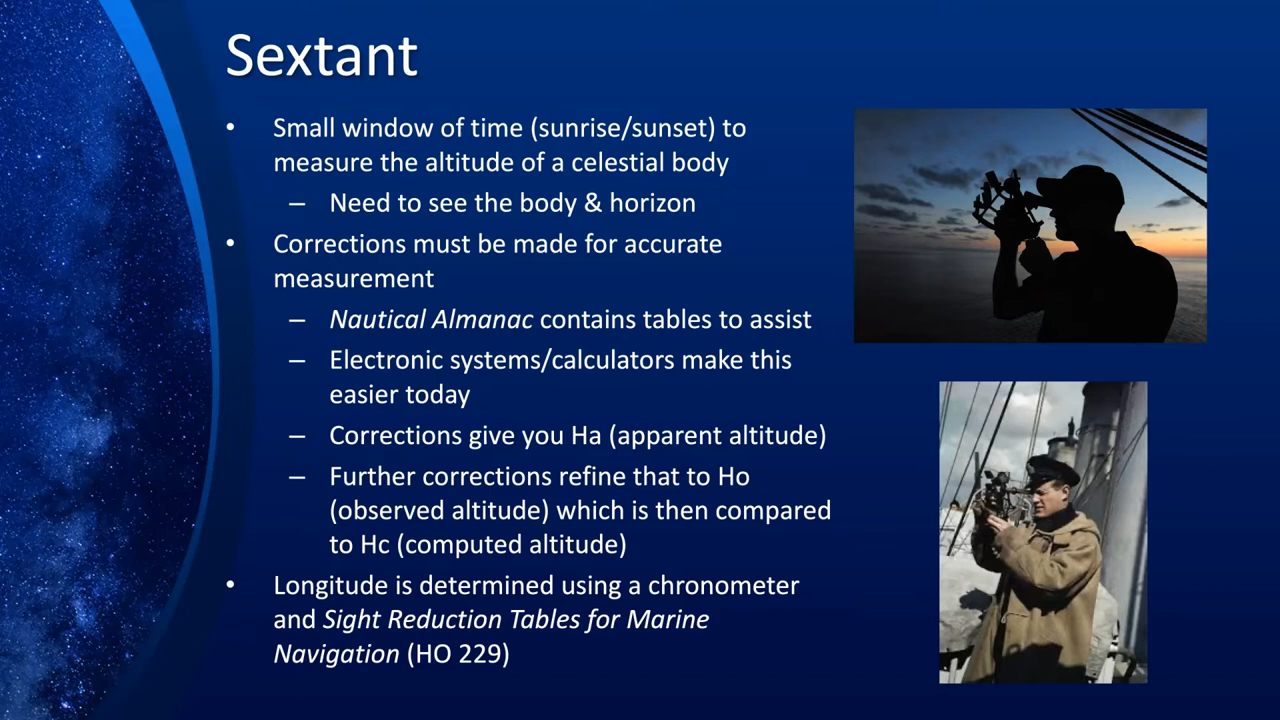 Sextant
• Small window of time (sunrise/sunset) to
measure the altitude of a celestial body
– Need to see the body & horizon
• Corrections must be made for accurate
measurement
– Nautical Almanac contains tables to assist
– Electronic systems/calculators make this
easier today
– Corrections give you Ha (apparent altitude)
– Further corrections refine that to Ho
(observed altitude) which is then compared
to Hc (computed altitude)
• Longitude is determined using a chronometer
and Sight Reduction Tables for Marine
Navigation (HO 229)